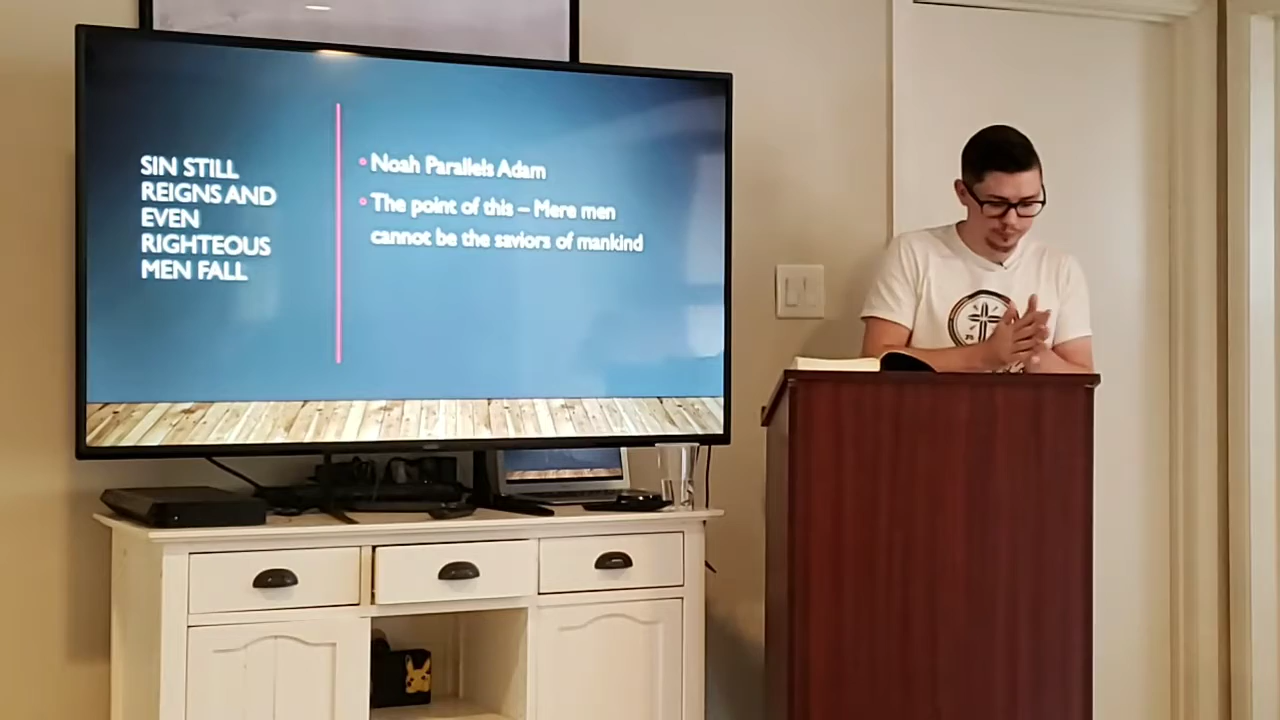 SIN STILL
REIGNS AND
EVEN
RIGHTEOUS
MEN FALL
• Noah Parallels Adam
• The point of this – Mere men
cannot be the saviors of mankind